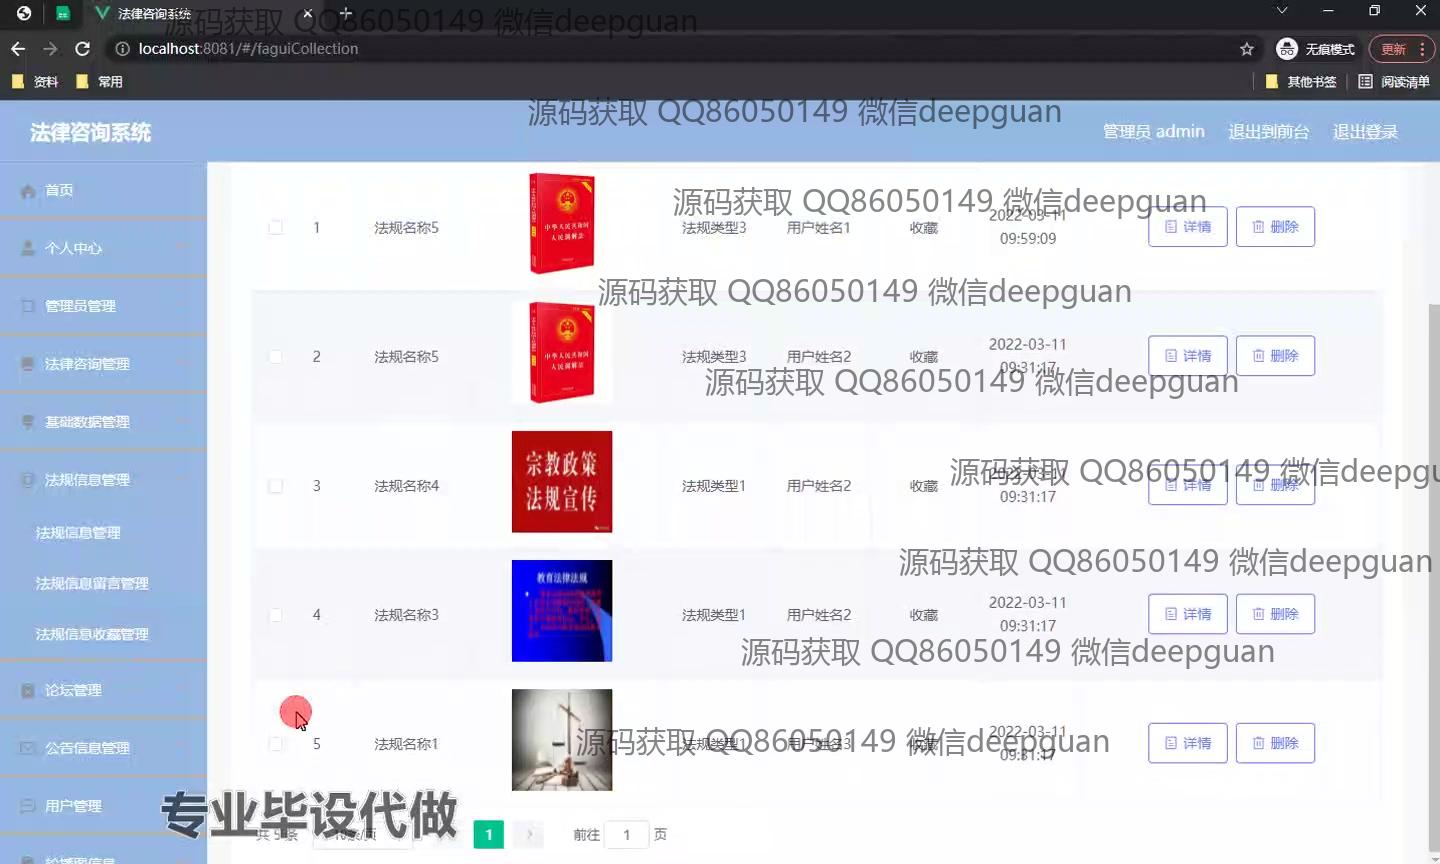 法律咨询系统
源码获取 QQ86050149 微信deepguan
localhost:8081/#/faguiCollection
无痕模式
更新
资料
常用
其他书签
阅读清单
源码获取 QQ86050149 微信deepguan
法律咨询系统
管理员 admin
退出到前台
退出登录
首页
个人中心
管理员管理
法律咨询管理
基础数据管理
法规信息管理
法规信息管理
法规信息留言管理
法规信息收藏管理
论坛管理
公告信息管理
用户管理
轮播图信息
源码获取 QQ86050149 微信deepguan
1 法规名称5 法规类型3 用户姓名1 收藏 2022-03-11 09:59:09 详情 删除
中华人民共和国
人民调解法
源码获取 QQ86050149 微信deepguan
2 法规名称5 法规类型3 用户姓名2 收藏 2022-03-11 09:31:17 详情 删除
中华人民共和国
人民调解法
源码获取 QQ86050149 微信deepguan
3 法规名称4 法规类型1 用户姓名2 收藏 2022-03-11 09:31:17 详情 删除
宗教政策
法规宣传
源码获取 QQ86050149 微信deepgu
源码获取 QQ86050149 微信deepguan
4 法规名称3 法规类型1 用户姓名2 收藏 2022-03-11 09:31:17 详情 删除
教育法律法规
源码获取 QQ86050149 微信deepguan
5 法规名称1 法规类型1 用户姓名3 收藏 2022-03-11 09:31:17 详情 删除
源码获取 QQ86050149 微信deepguan
专业毕设代做
共 5 条 10条/页 1 前往 1 页